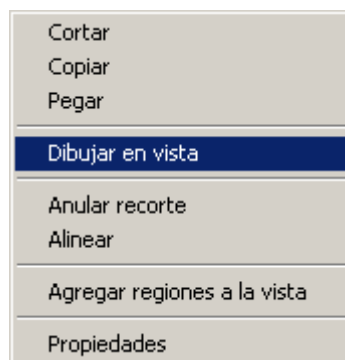 Cortar
Copiar
Pegar
Dibujar en vista
Anular recorte
Alinear
Agregar regiones a la vista
Propiedades